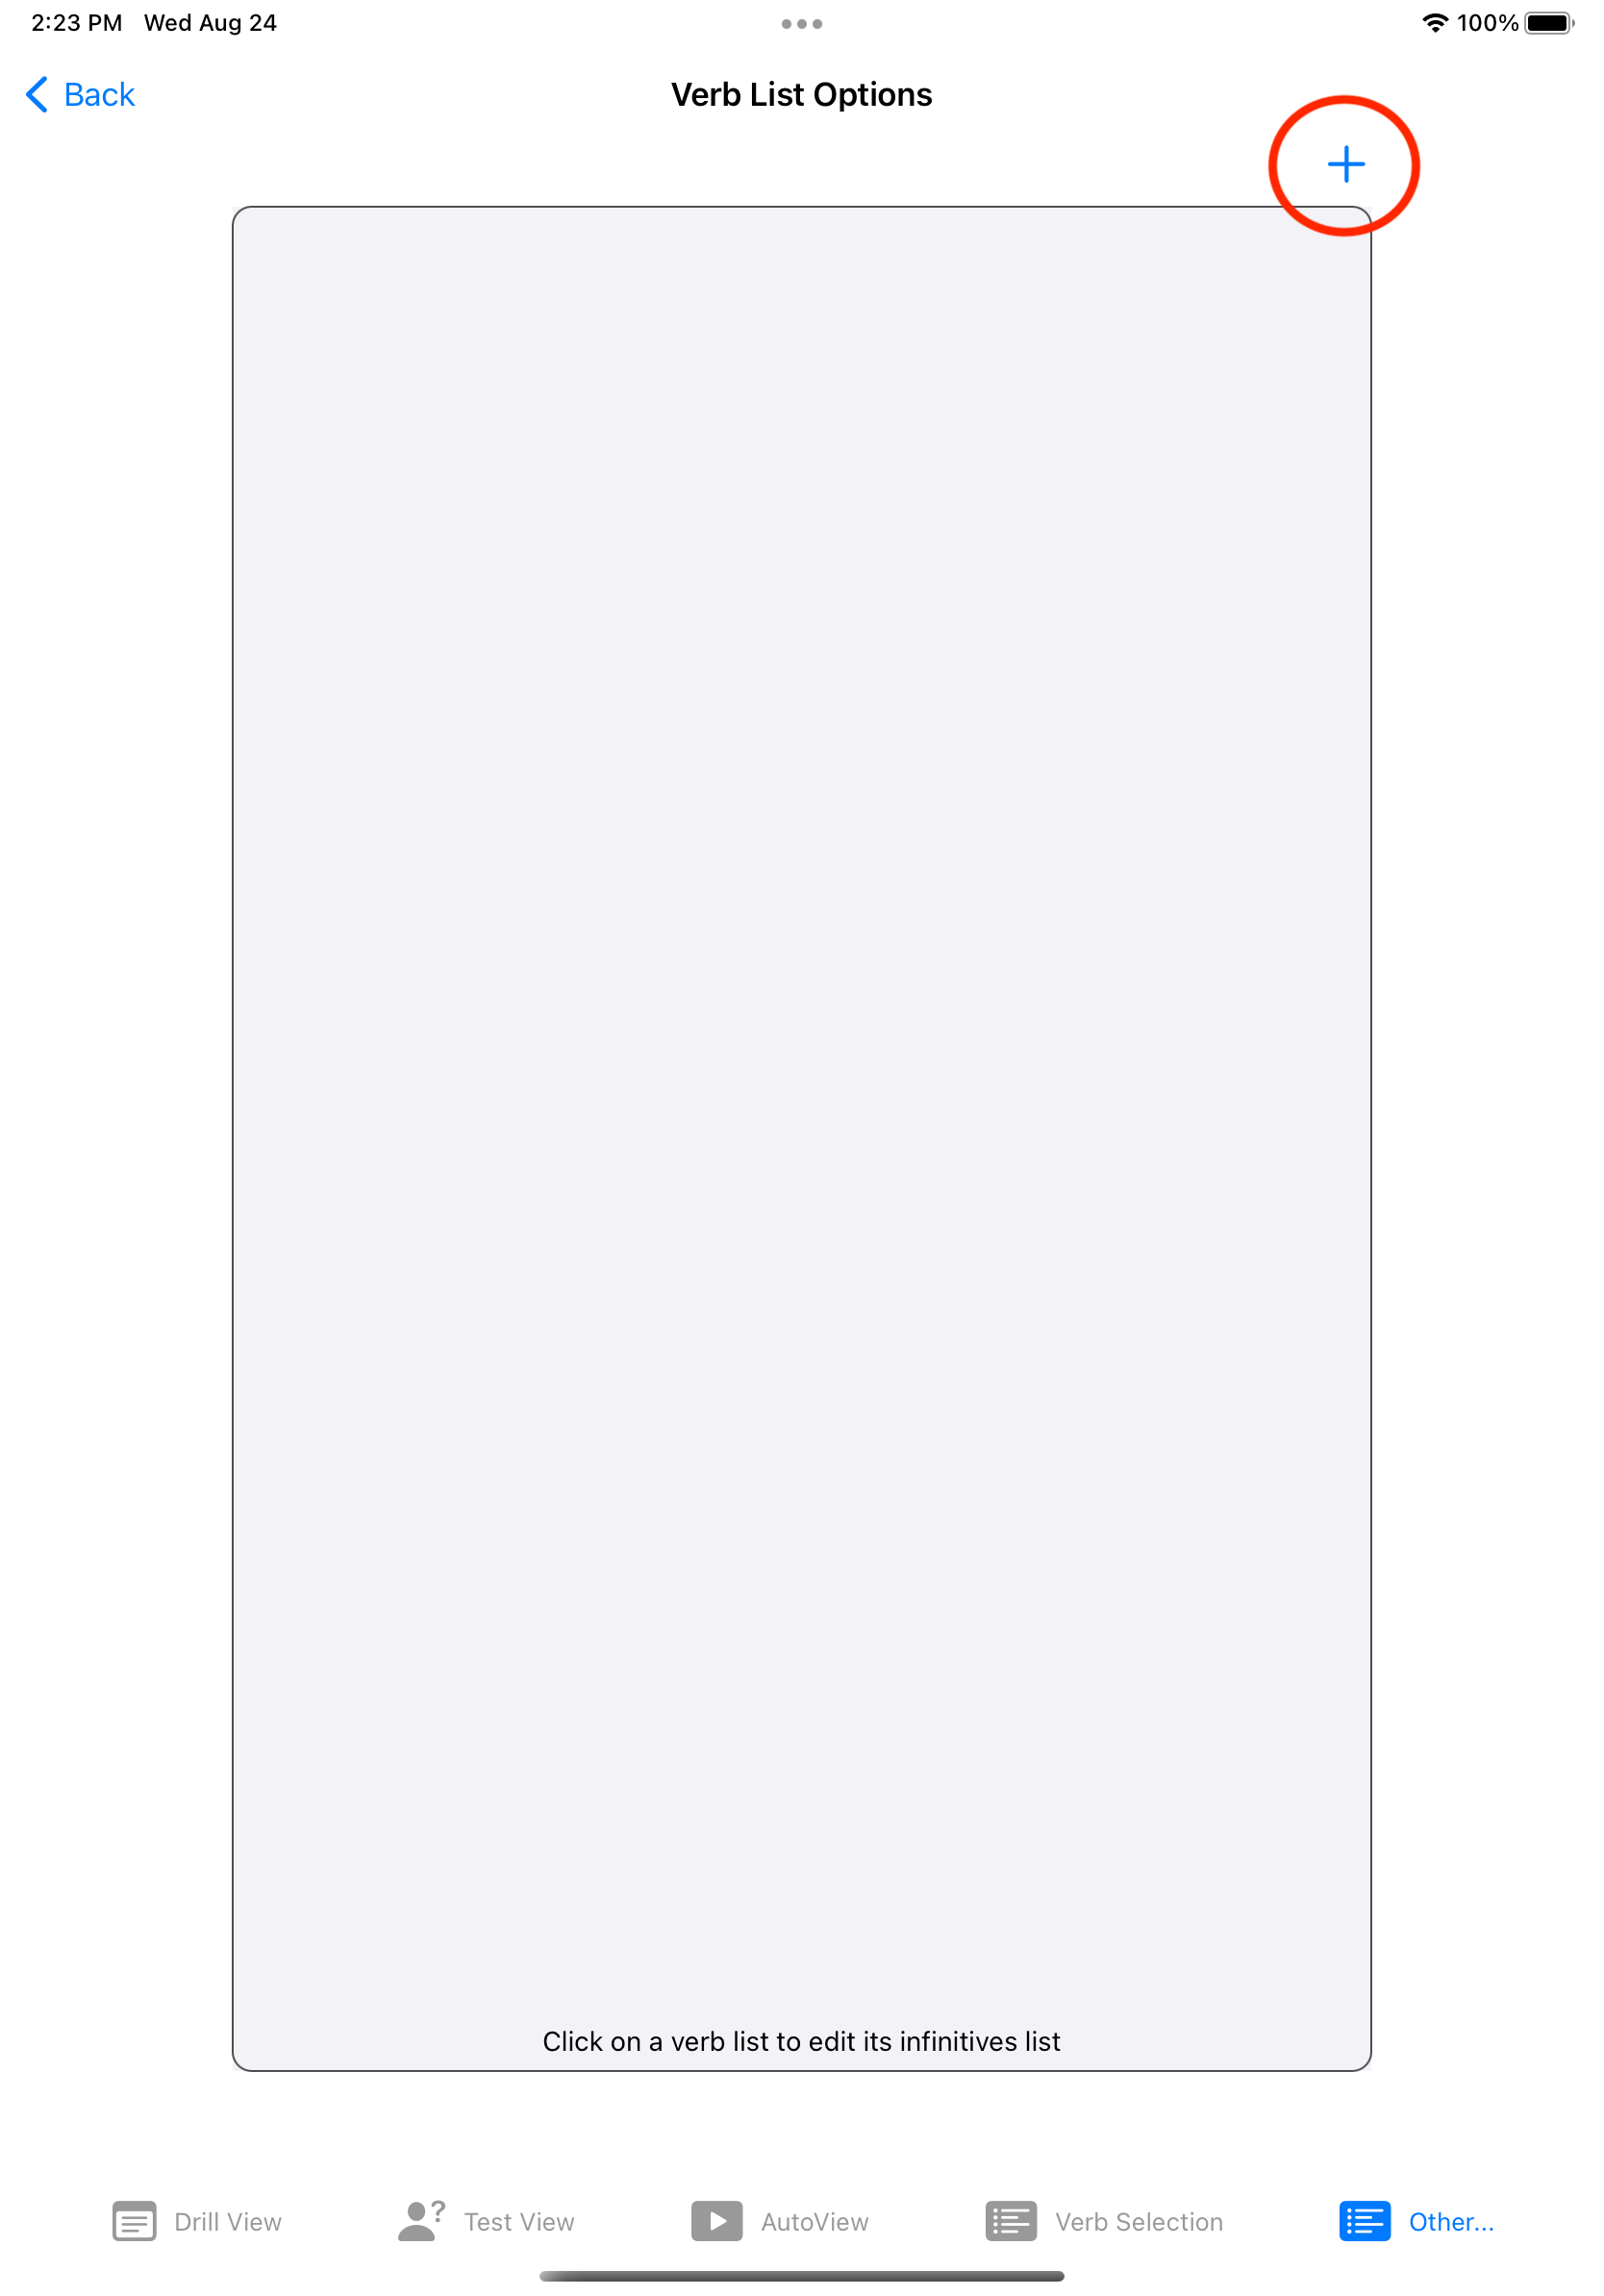 2:23 PM Wed Aug 24 100%
Back Verb List Options
Click on a verb list to edit its infinitives list
Drill View Test View AutoView Verb Selection Other...